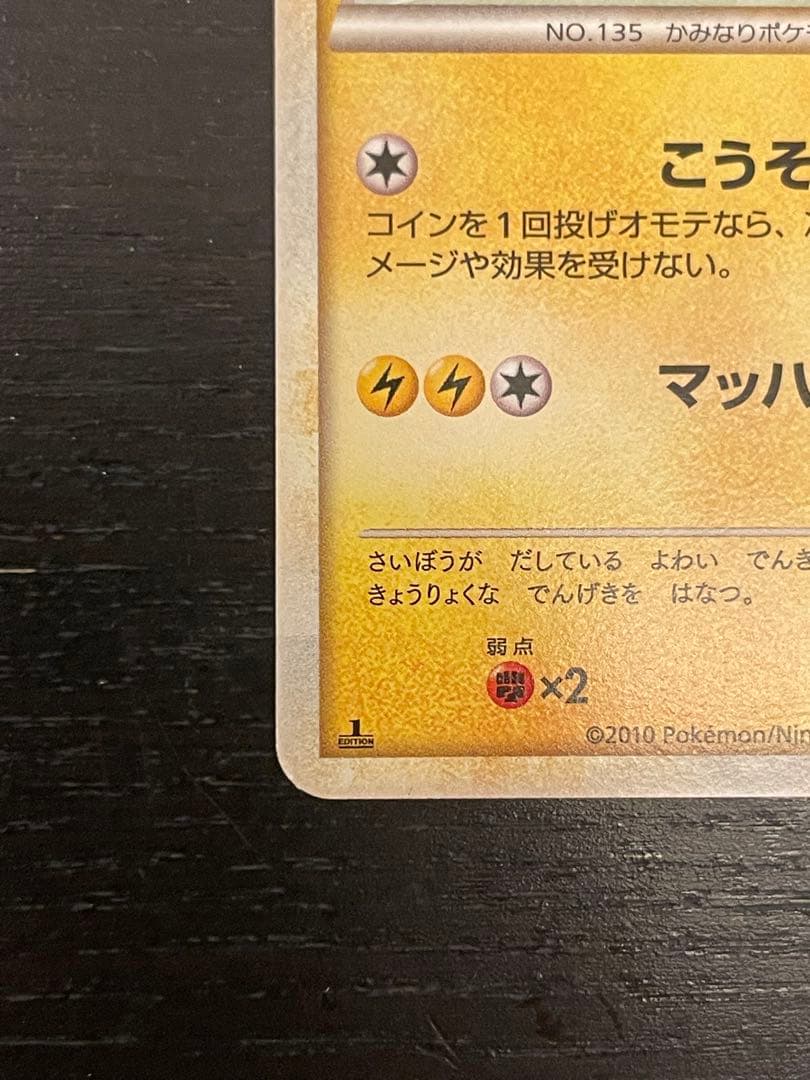 NO.135 かみなりポケ
こうそ
コインを1回投げオモテなら、
メージや効果を受けない。
マッハ
さいぼうが だしている よわい でんき
きょうりょくな でんげきを はなつ。
弱点
×2
1
EDITION
©2010 Pokémon/Nin